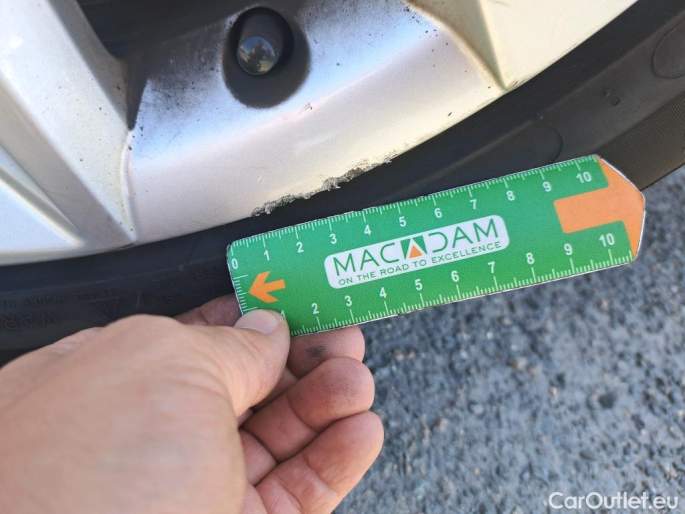 0 1 2 3 4 5 6 7 8 9 10
MACADAM
ON THE ROAD TO EXCELLENCE
1 2 3 4 5 6 7 8 9 10
CarOutlet.eu